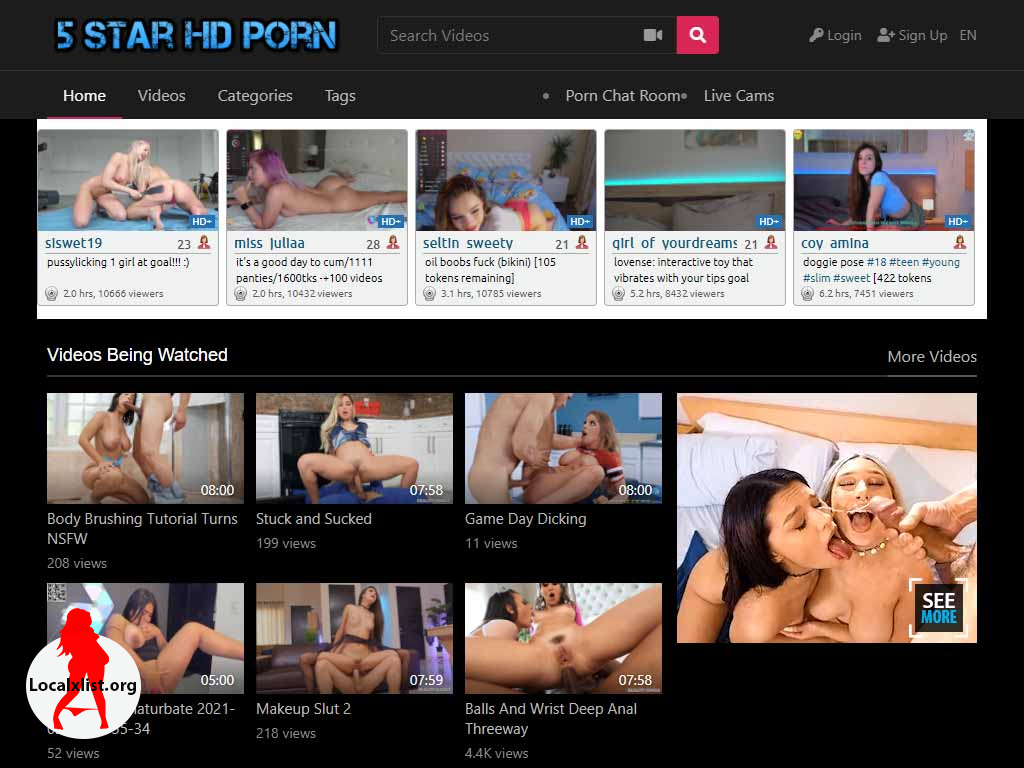 5 STAR HD PORN
Search Videos
Login
Sign Up
EN
Home
Videos
Categories
Tags
Porn Chat Room
Live Cams
HD+
HD+
HD+
HD+
HD+
siswet19 23
miss_juliaa 28
seltin_sweety 21
girl_of_yourdreams 21
coy_amina
pussylicking 1 girl at goal!!! :)
it's a good day to cum/1111
panties/1600tks -+100 videos
oil boobs fuck (bikini) [105
tokens remaining]
lovense: interactive toy that
vibrates with your tips goal
doggie pose #18 #teen #young
#slim #sweet [422 tokens
2.0 hrs, 10666 viewers
2.0 hrs, 10432 viewers
3.1 hrs, 10785 viewers
5.2 hrs, 8432 viewers
6.2 hrs, 7451 viewers
Videos Being Watched
More Videos
08:00
07:58
08:00
Body Brushing Tutorial Turns
NSFW
208 views
Stuck and Sucked
199 views
Game Day Dicking
11 views
SEE
MORE
05:00
07:59
07:58
Localxlist.org
2021-
35-34
52 views
Makeup Slut 2
218 views
Balls And Wrist Deep Anal
Threeway
4.4K views